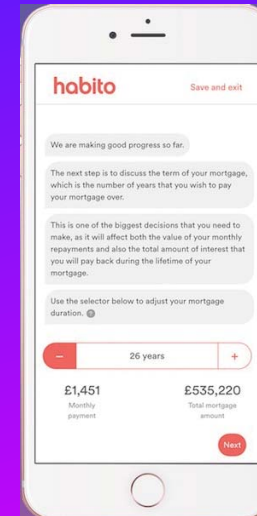 habito
Save and exit
We are making good progress so far.
The next step is to discuss the term of your mortgage,
which is the number of years that you wish to pay
your mortgage over.
This is one of the biggest decisions that you need to
make, as it will affect both the value of your monthly
repayments and also the total amount of interest that
you will pay back during the lifetime of your
mortgage.
Use the selector below to adjust your mortgage
duration. ?
− 26 years +
£1,451 £535,220
Monthly Total mortgage
payment amount
Next